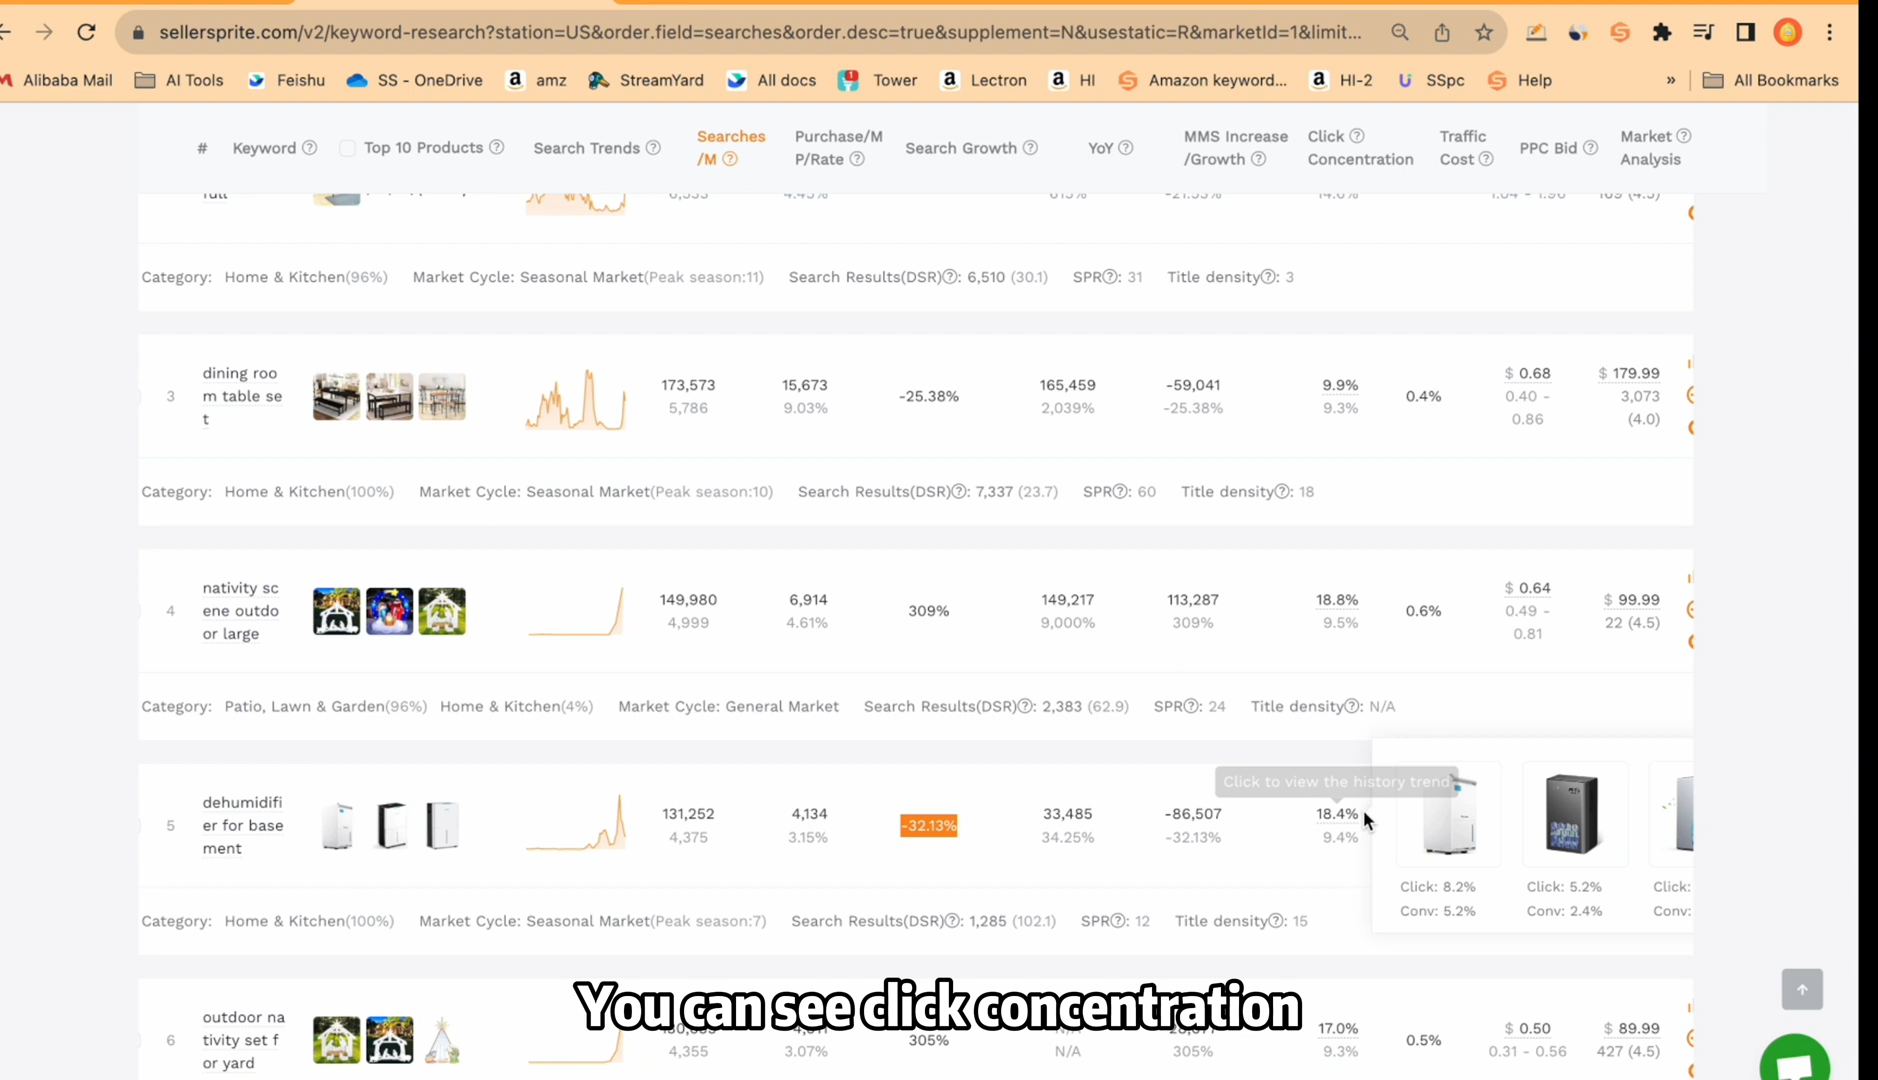 sellersprite.com/v2/keyword-research?station=US&order.field=searches&order.desc=true&supplement=N&usestatic=R&marketId=1&limit...
Alibaba Mail AI Tools Feishu SS - OneDrive amz StreamYard All docs Tower Lectron HI Amazon keyword... HI-2 SSpc Help » All Bookmarks
# Keyword Top 10 Products Search Trends Searches /M Purchase/M P/Rate Search Growth YoY MMS Increase /Growth Click Concentration Traffic Cost PPC Bid Market Analysis
Category: Home & Kitchen(96%) Market Cycle: Seasonal Market(Peak season:11) Search Results(DSR): 6,510 (30.1) SPR: 31 Title density: 3
dining roo $ 0.68 $ 179.99
173,573 15,673 165,459 -59,041 9.9%
3 m table se -25.38% 0.4% 0.40 - 3,073
5,786 9.03% 2,039% -25.38% 9.3%
t 0.86 (4.0)
Category: Home & Kitchen(100%) Market Cycle: Seasonal Market(Peak season:10) Search Results(DSR): 7,337 (23.7) SPR: 60 Title density: 18
nativity sc $ 0.64
149,980 6,914 149,217 113,287 18.8% $ 99.99
4 ene outdo 309% 0.6% 0.49 -
4,999 4.61% 9,000% 309% 9.5% 22 (4.5)
or large 0.81
Category: Patio, Lawn & Garden(96%) Home & Kitchen(4%) Market Cycle: General Market Search Results(DSR): 2,383 (62.9) SPR: 24 Title density: N/A
Click to view the history trend
dehumidifi
131,252 4,134 33,485 -86,507 18.4%
5 er for base -32.13%
4,375 3.15% 34.25% -32.13% 9.4%
ment
Click: 8.2% Click: 5.2% Click:
Conv: 5.2% Conv: 2.4% Conv:
Category: Home & Kitchen(100%) Market Cycle: Seasonal Market(Peak season:7) Search Results(DSR): 1,285 (102.1) SPR: 12 Title density: 15
You can see click concentration
outdoor na 17.0% $ 0.50 $ 89.99
6 tivity set f 305% 0.5%
4,355 3.07% N/A 305% 9.3% 0.31 - 0.56 427 (4.5)
or yard